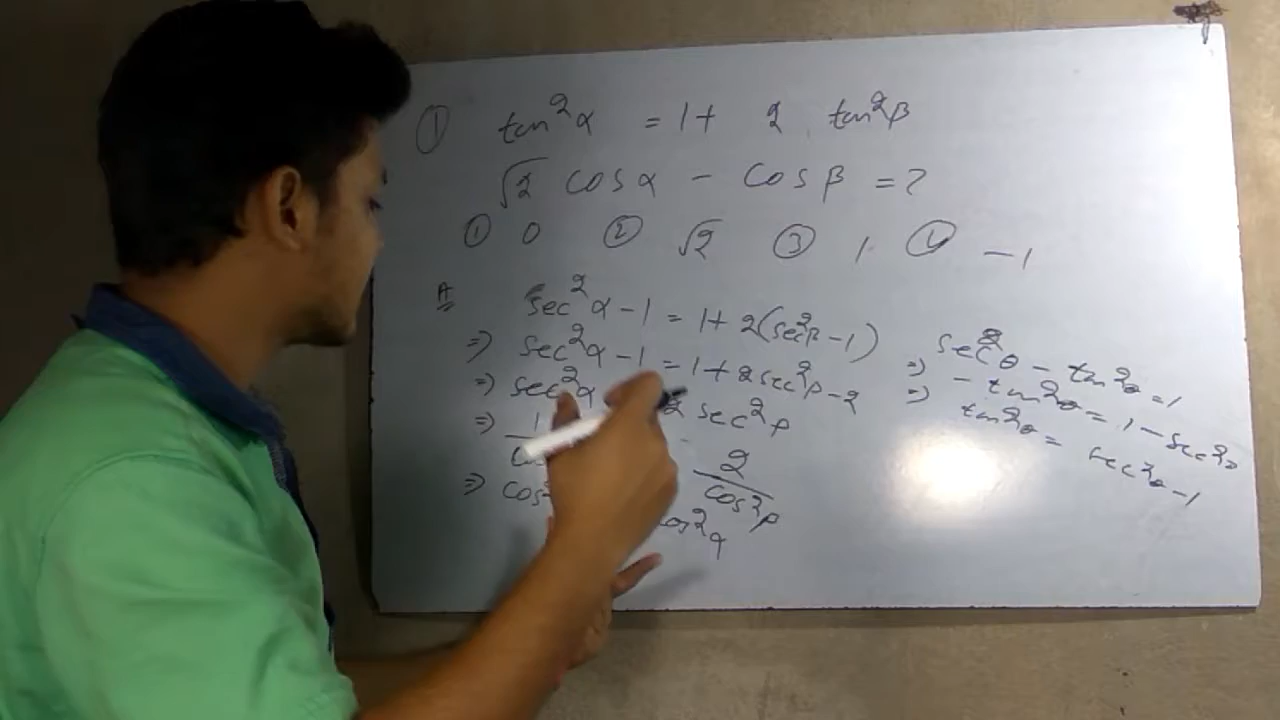 ① tan²α = 1 + 2 tan²β
√2 cosα − cosβ = ?
① 0 ② √2 ③ 1 ④ −1
A sec²α − 1 = 1 + 2(sec²β − 1)
⇒ sec²α − 1 = 1 + 2sec²β − 2
⇒ sec²α 2 sec²β
⇒ 1 2
cos²β
⇒ cos² cos²α
sec²θ − tan²θ = 1
⇒ − tan²θ = 1 − sec²θ
⇒ tan²θ = sec²θ − 1